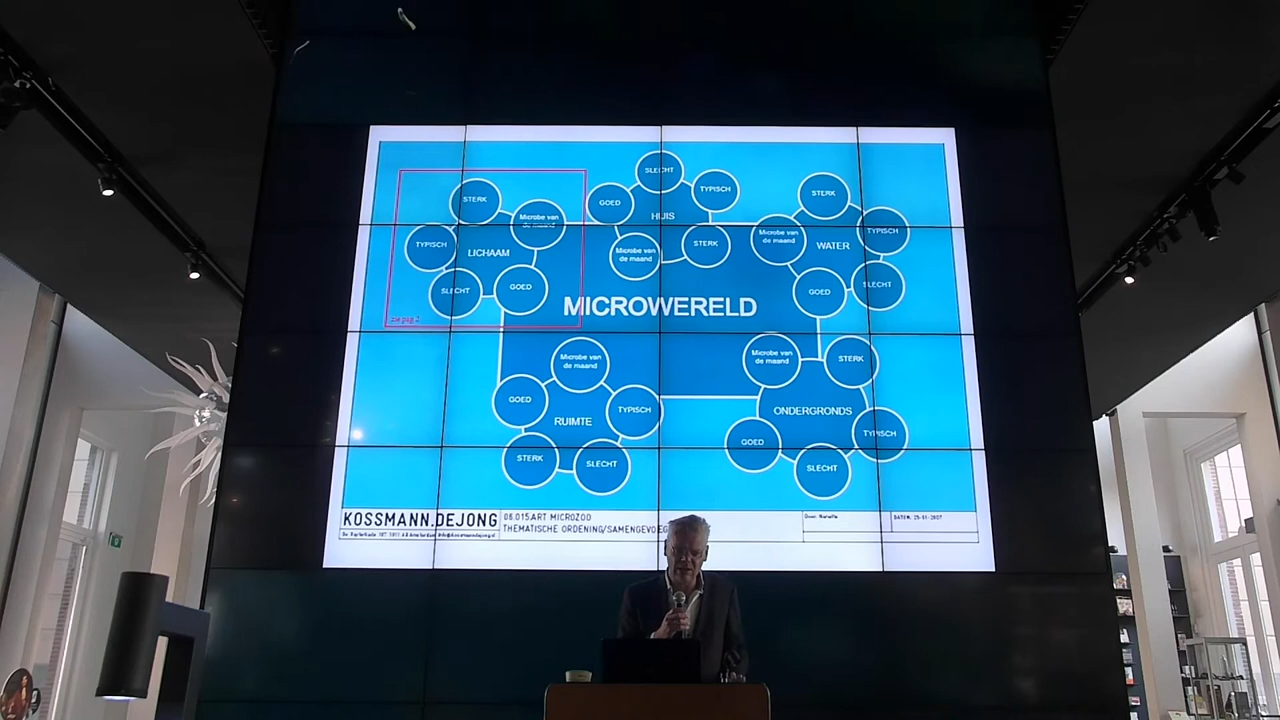 SLECHT
GOED
TYPISCH
HUIS
Microbe van
de maand
STERK
STERK
Microbe van
de maand
TYPISCH
LICHAAM
SLECHT
GOED
STERK
Microbe van
de maand
TYPISCH
WATER
GOED
SLECHT
MICROWERELD
Microbe van
de maand
GOED
TYPISCH
RUIMTE
STERK
SLECHT
Microbe van
de maand
STERK
ONDERGRONDS
GOED
TYPISCH
SLECHT
KOSSMANN.DEJONG
06.015.ART MICROZOO
THEMATISCHE ORDENING/SAMENGEVOEG